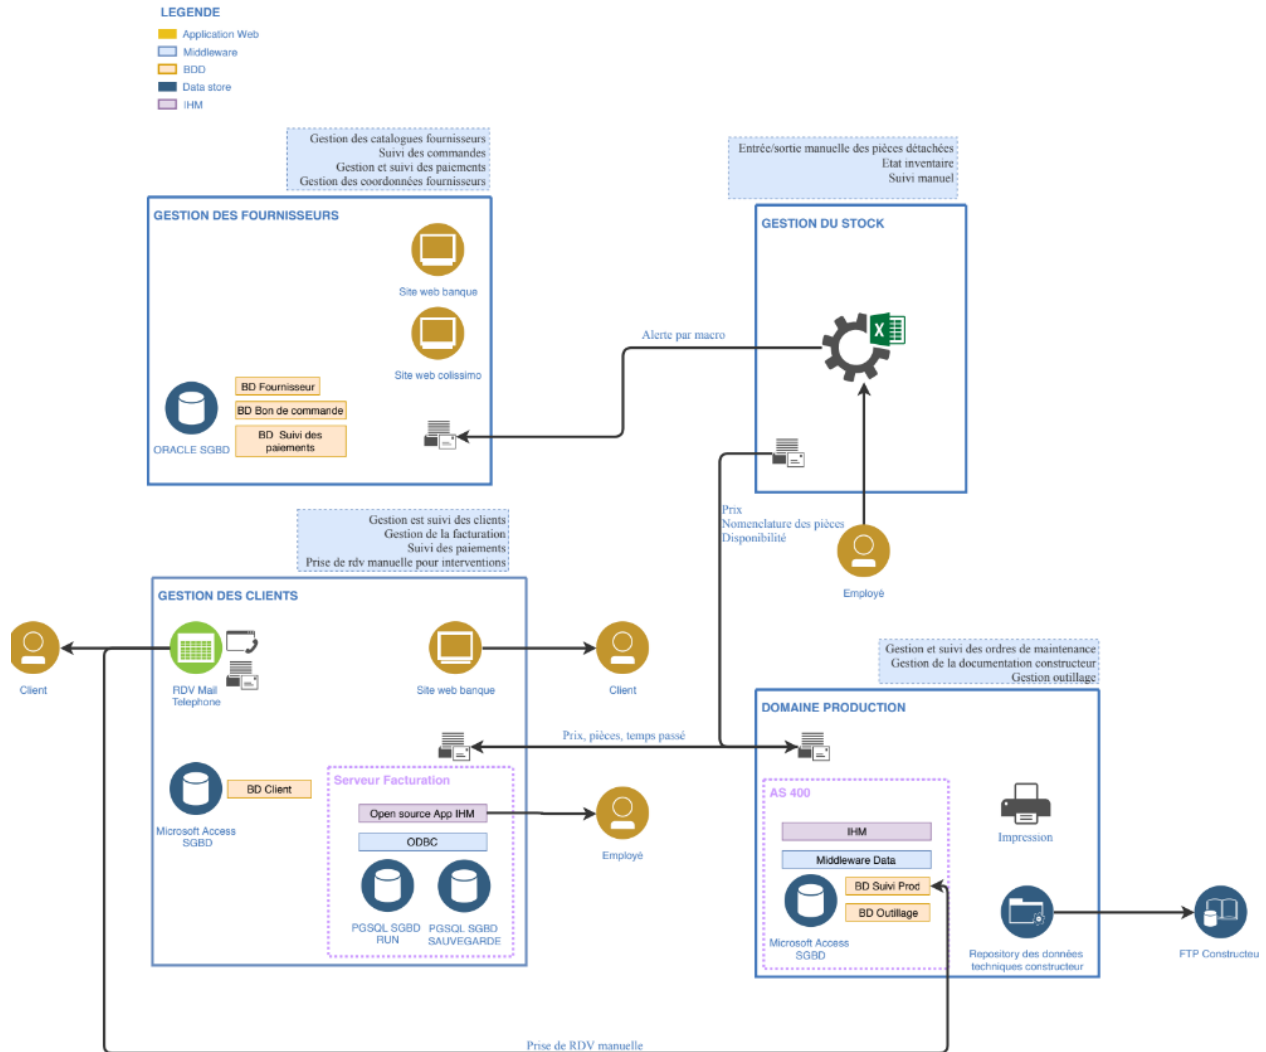 LEGENDE
Application Web
Middleware
BDD
Data store
IHM
Gestion des catalogues fournisseurs
Suivi des commandes
Gestion et suivi des paiements
Gestion des coordonnées fournisseurs
GESTION DES FOURNISSEURS
Site web banque
Site web colissimo
BD Fournisseur
BD Bon de commande
BD Suivi des
paiements
ORACLE SGBD
Alerte par macro
Entrée/sortie manuelle des pièces détachées
Etat inventaire
Suivi manuel
GESTION DU STOCK
X
Prix
Nomenclature des pièces
Disponibilité
Employé
Gestion est suivi des clients
Gestion de la facturation
Suivi des paiements
Prise de rdv manuelle pour interventions
GESTION DES CLIENTS
Client
RDV Mail
Telephone
Site web banque
Client
Prix, pièces, temps passé
BD Client
Microsoft Access
SGBD
Serveur Facturation
Open source App IHM
ODBC
PGSQL SGBD
RUN
PGSQL SGBD
SAUVEGARDE
Employé
Gestion et suivi des ordres de maintenance
Gestion de la documentation constructeur
Gestion outillage
DOMAINE PRODUCTION
AS 400
IHM
Middleware Data
BD Suivi Prod
BD Outillage
Microsoft Access
SGBD
Impression
Repository des données
techniques constructeur
FTP Constructeu
Prise de RDV manuelle